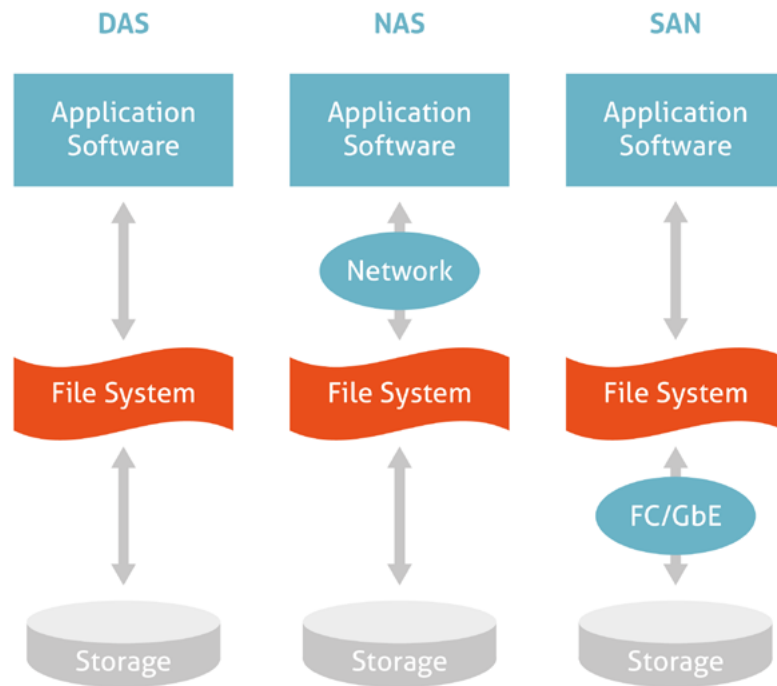 DAS
NAS
SAN
Application
Software
Application
Software
Application
Software
Network
File System
File System
File System
FC/GbE
Storage
Storage
Storage